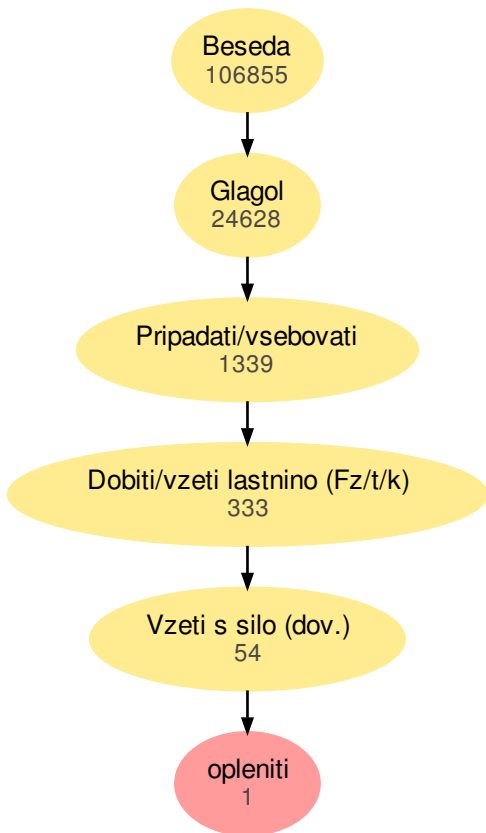 Beseda
106855
Glagol
24628
Pripadati/vsebovati
1339
Dobiti/vzeti lastnino (Fz/t/k)
333
Vzeti s silo (dov.)
54
opleniti
1